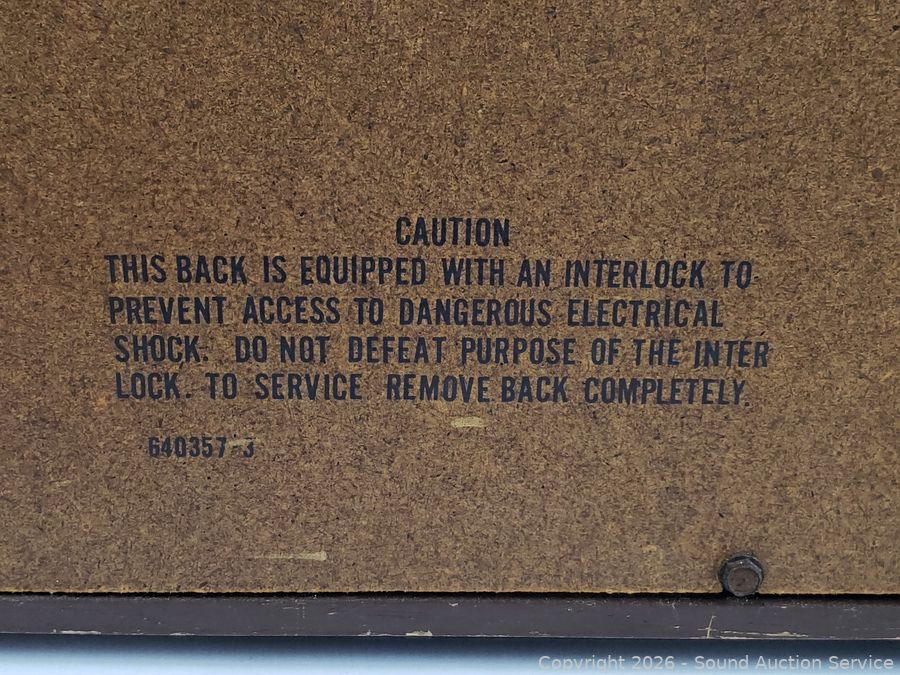 CAUTION
THIS BACK IS EQUIPPED WITH AN INTERLOCK TO
PREVENT ACCESS TO DANGEROUS ELECTRICAL
SHOCK. DO NOT DEFEAT PURPOSE OF THE INTER
LOCK. TO SERVICE REMOVE BACK COMPLETELY.
640357-3
Copyright 2026 - Sound Auction Service